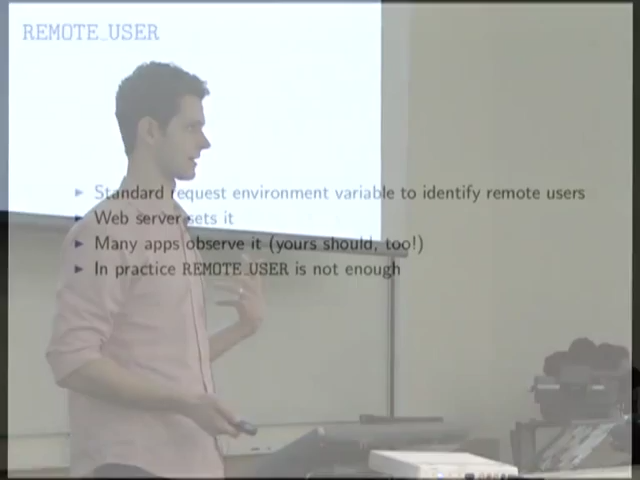 REMOTE_USER
Standard request environment variable to identify remote users
Web server sets it
Many apps observe it (yours should, too!)
In practice REMOTE_USER is not enough